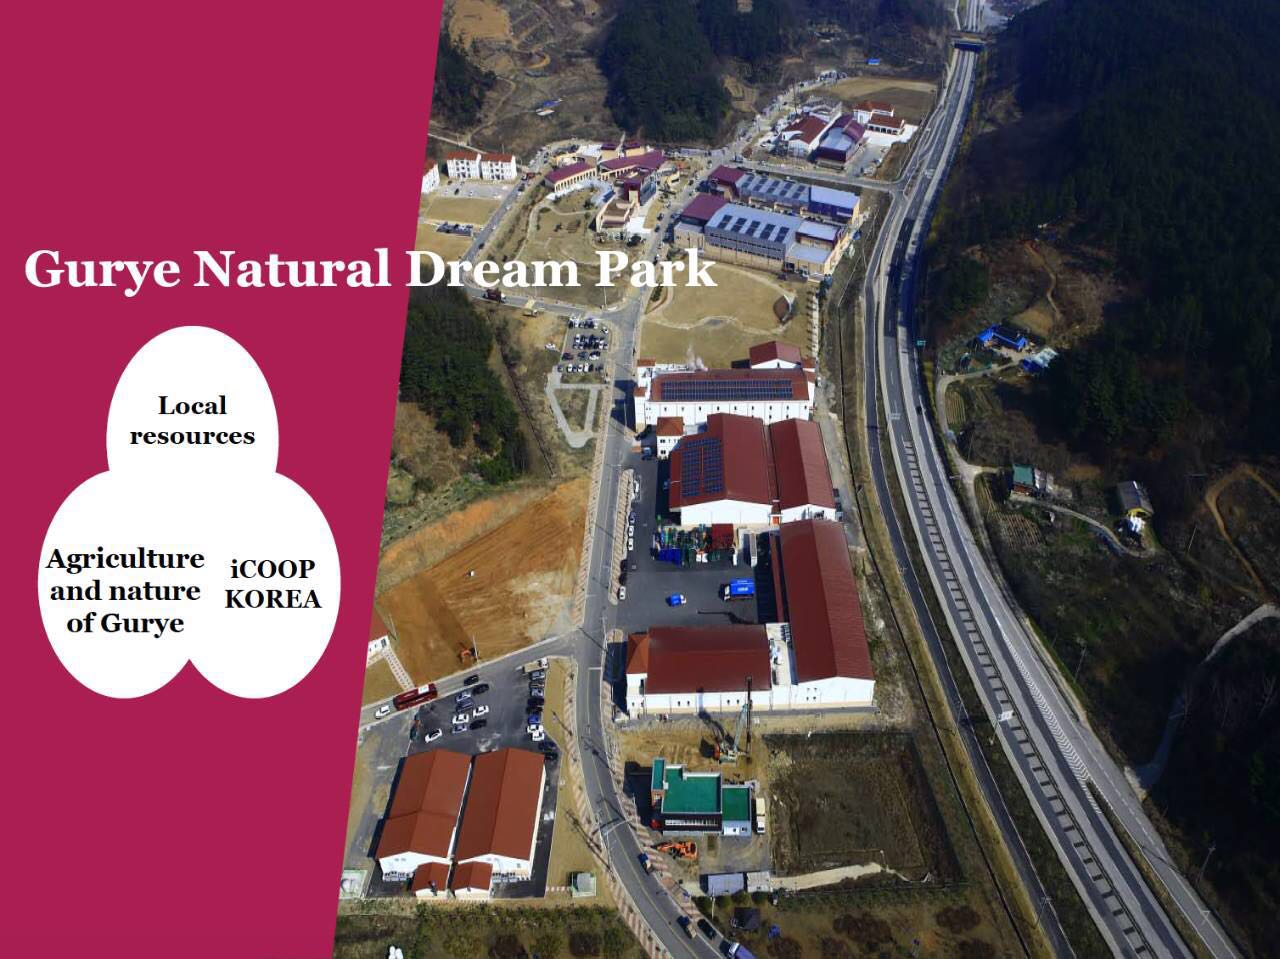 Gurye Natural Dream Park
Local
resources
Agriculture
and nature
of Gurye
iCOOP
KOREA